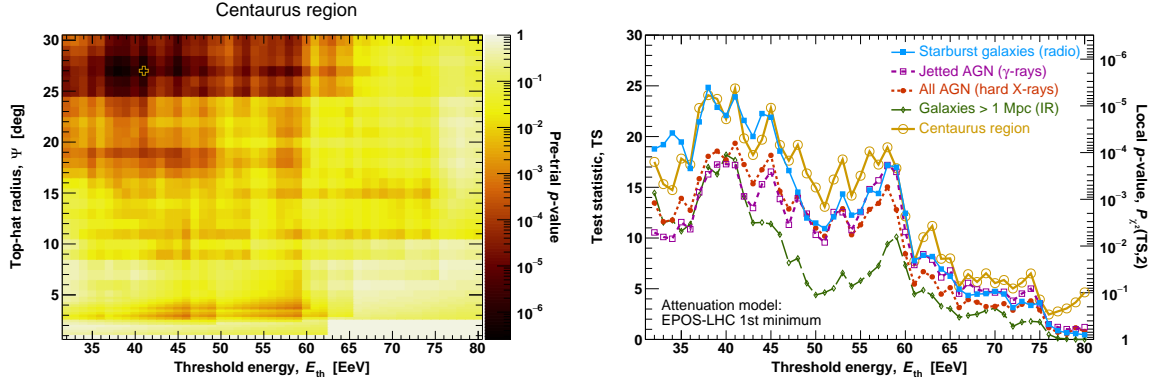 Centaurus region
Top-hat radius, Ψ [deg]
30
25
20
15
10
5
35 40 45 50 55 60 65 70 75 80
Threshold energy, E_th [EeV]
1
10⁻¹
10⁻²
10⁻³
10⁻⁴
10⁻⁵
10⁻⁶
Pre-trial p-value
Test statistic, TS
30
25
20
15
10
5
0
Starburst galaxies (radio)
Jetted AGN (γ-rays)
All AGN (hard X-rays)
Galaxies > 1 Mpc (IR)
Centaurus region
Attenuation model:
EPOS-LHC 1st minimum
35 40 45 50 55 60 65 70 75 80
Threshold energy, E_th [EeV]
10⁻⁶
10⁻⁵
10⁻⁴
10⁻³
10⁻²
10⁻¹
1
Local p-value, P_χ²(TS,2)